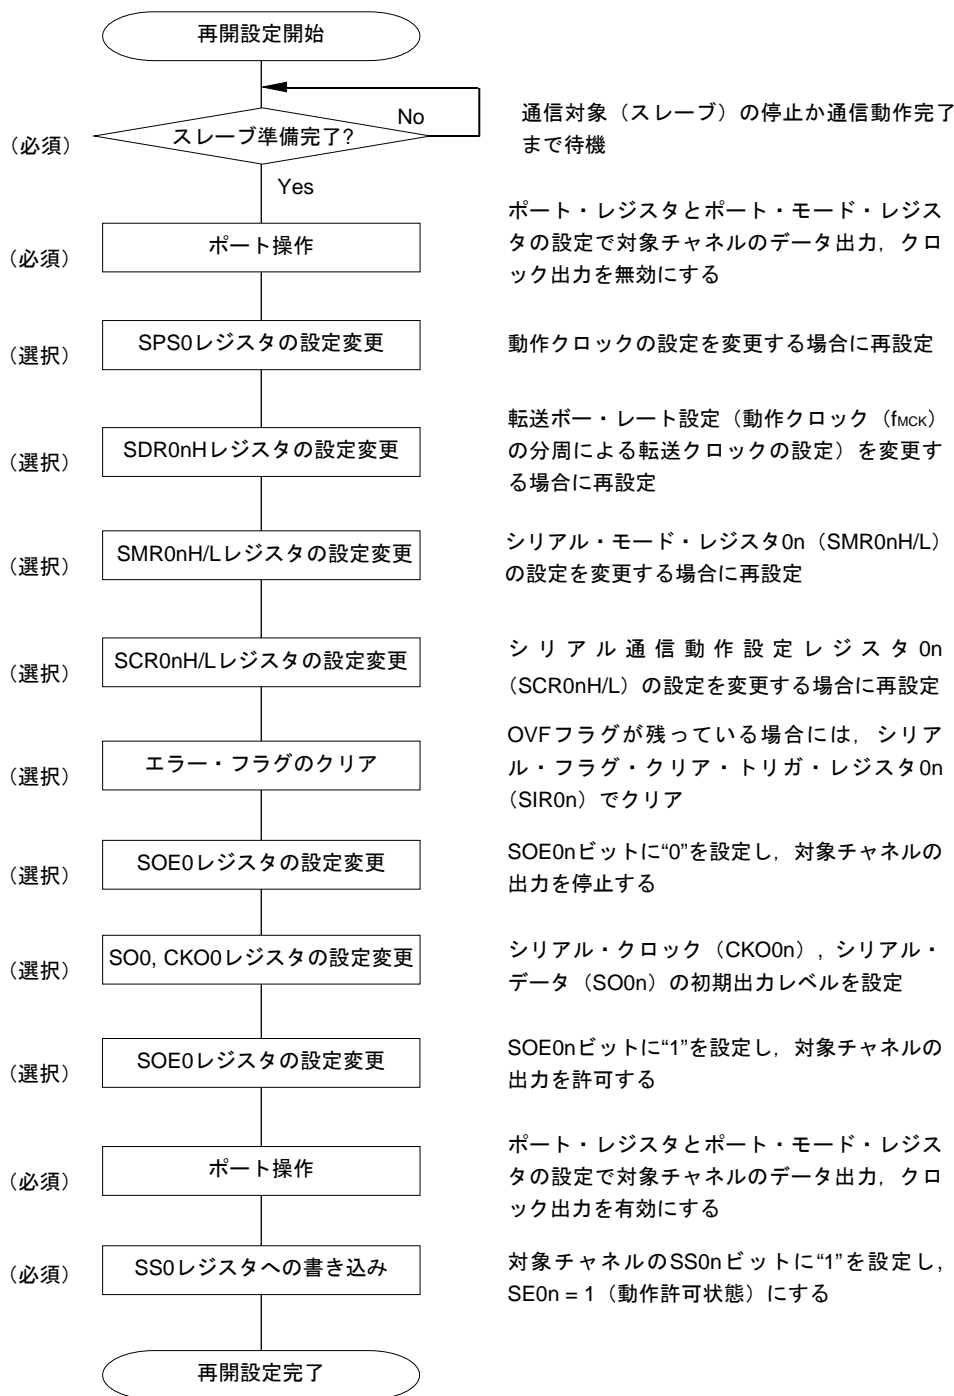 再開設定開始
No
スレーブ準備完了?
(必須)
通信対象（スレーブ）の停止か通信動作完了
まで待機
Yes
ポート操作
(必須)
ポート・レジスタとポート・モード・レジス
タの設定で対象チャネルのデータ出力，クロ
ック出力を無効にする
SPS0レジスタの設定変更
(選択)
動作クロックの設定を変更する場合に再設定
SDR0nHレジスタの設定変更
(選択)
転送ボー・レート設定（動作クロック（fMCK）
の分周による転送クロックの設定）を変更す
る場合に再設定
SMR0nH/Lレジスタの設定変更
(選択)
シリアル・モード・レジスタ0n（SMR0nH/L）
の設定を変更する場合に再設定
SCR0nH/Lレジスタの設定変更
(選択)
シリアル通信動作設定レジスタ0n
（SCR0nH/L）の設定を変更する場合に再設定
エラー・フラグのクリア
(選択)
OVFフラグが残っている場合には，シリア
ル・フラグ・クリア・トリガ・レジスタ0n
（SIR0n）でクリア
SOE0レジスタの設定変更
(選択)
SOE0nビットに“0”を設定し，対象チャネルの
出力を停止する
SO0, CKO0レジスタの設定変更
(選択)
シリアル・クロック（CKO0n）, シリアル・
データ（SO0n）の初期出力レベルを設定
SOE0レジスタの設定変更
(選択)
SOE0nビットに“1”を設定し，対象チャネルの
出力を許可する
ポート操作
(必須)
ポート・レジスタとポート・モード・レジス
タの設定で対象チャネルのデータ出力，クロ
ック出力を有効にする
SS0レジスタへの書き込み
(必須)
対象チャネルのSS0nビットに“1”を設定し，
SE0n = 1（動作許可状態）にする
再開設定完了